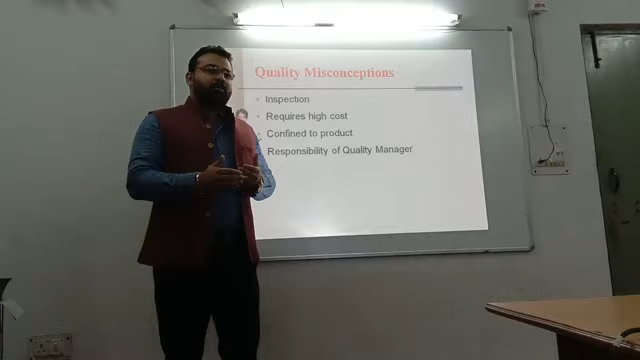 Quality Misconceptions
Inspection
Requires high cost
Confined to product
Responsibility of Quality Manager